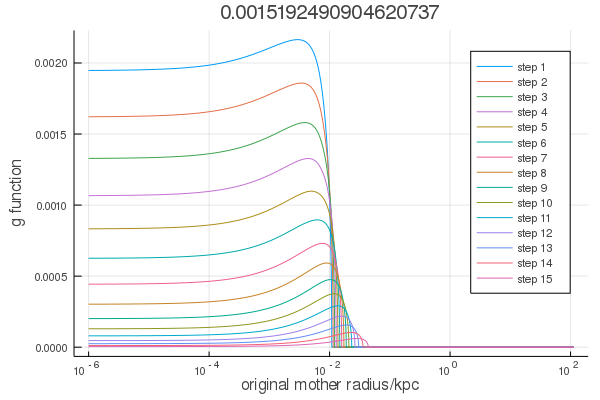 0.0015192490904620737
g function
0.0020
0.0015
0.0010
0.0005
0.0000
step 1
step 2
step 3
step 4
step 5
step 6
step 7
step 8
step 9
step 10
step 11
step 12
step 13
step 14
step 15
10⁻⁶ 10⁻⁴ 10⁻² 10⁰ 10²
original mother radius/kpc